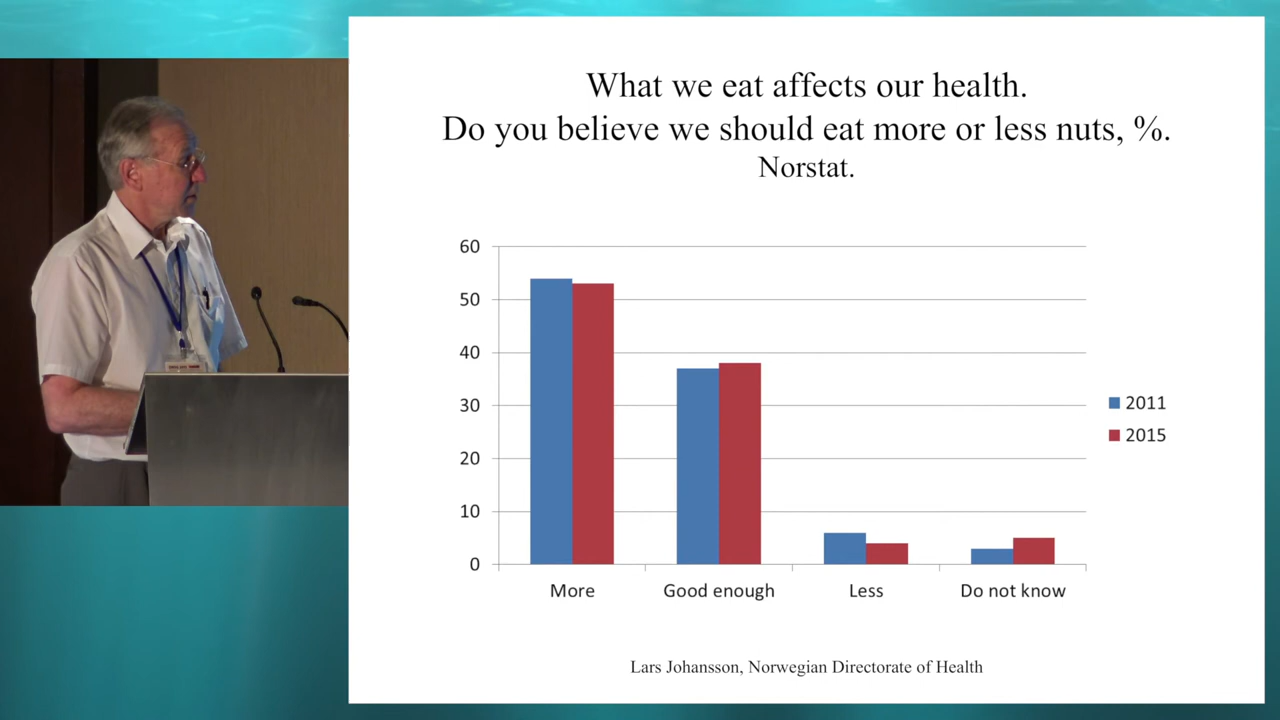 What we eat affects our health.
Do you believe we should eat more or less nuts, %.
Norstat.
60
50
40
30
20
10
0
More
Good enough
Less
Do not know
2011
2015
Lars Johansson, Norwegian Directorate of Health